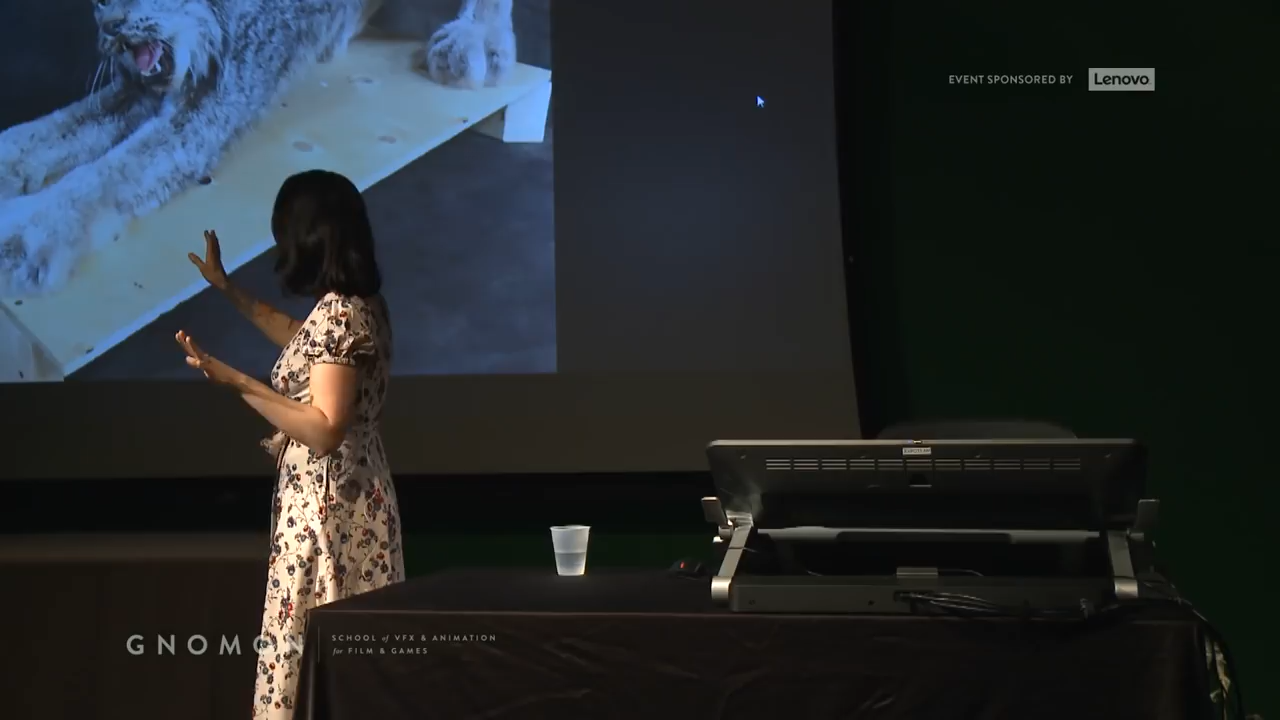 EVENT SPONSORED BY Lenovo
GNOMON
SCHOOL of VFX & ANIMATION
for FILM & GAMES